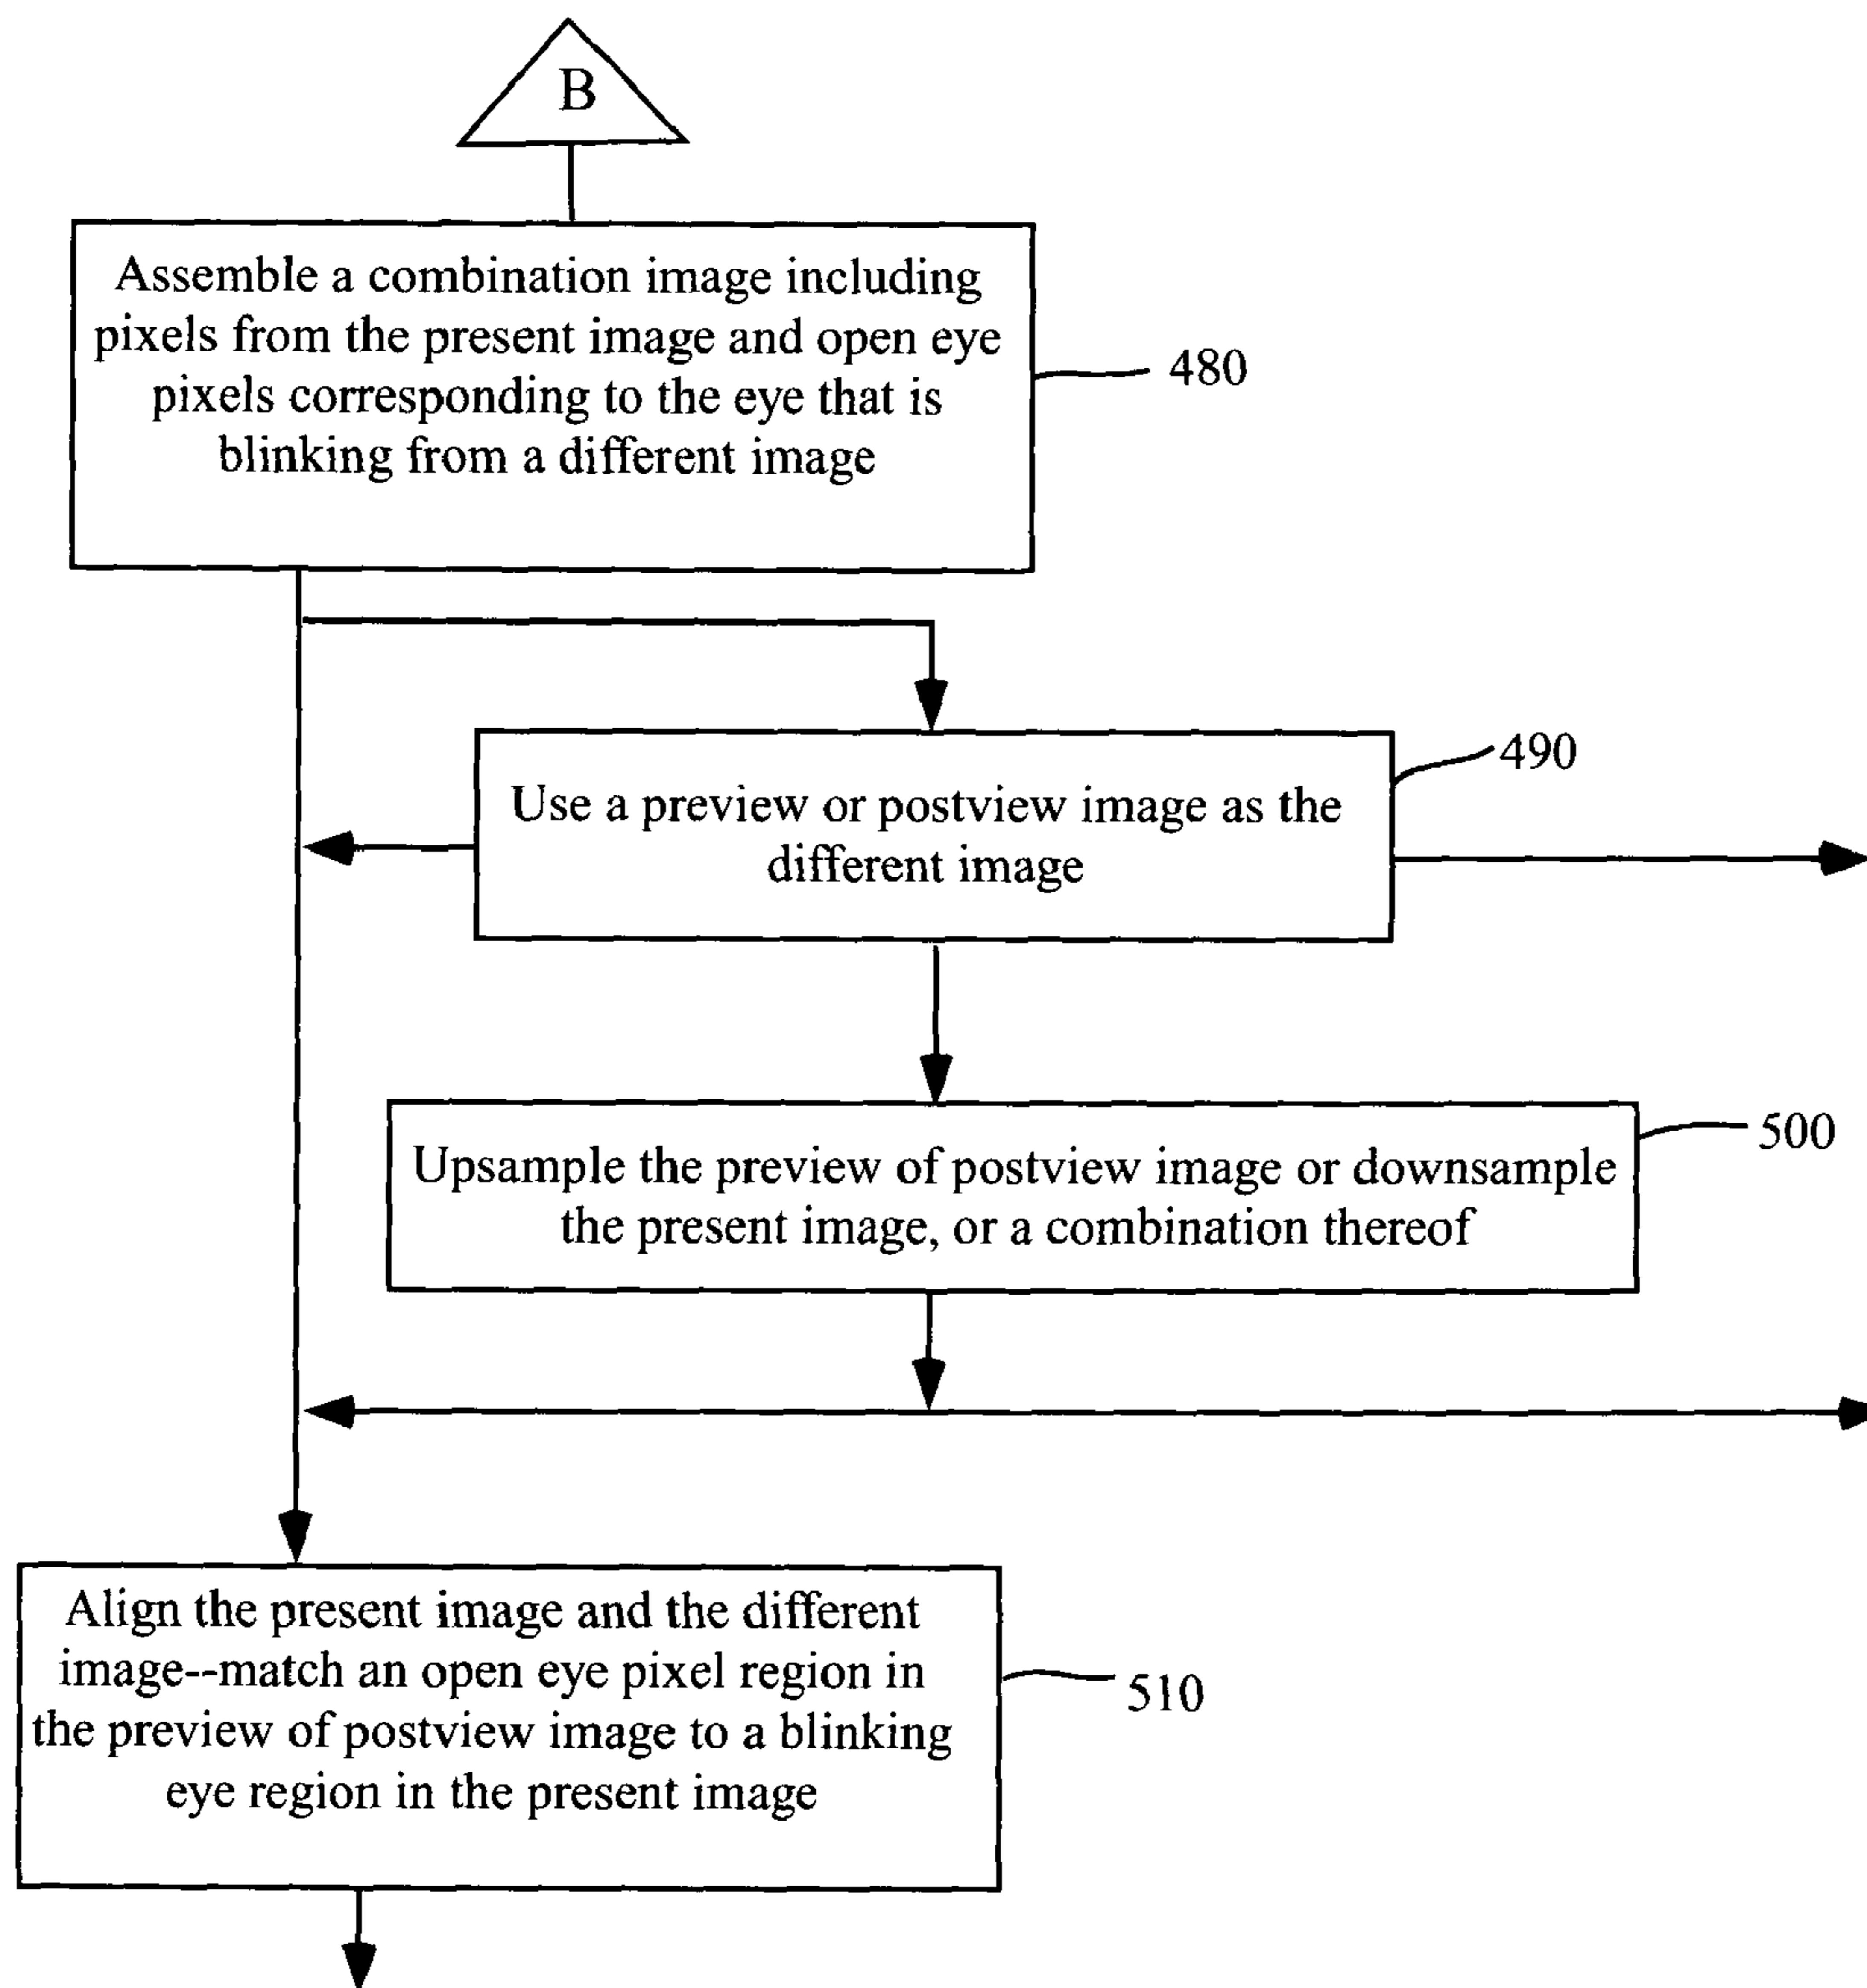 B
Assemble a combination image including
pixels from the present image and open eye
pixels corresponding to the eye that is
blinking from a different image
480
Use a preview or postview image as the
different image
490
Upsample the preview of postview image or downsample
the present image, or a combination thereof
500
Align the present image and the different
image--match an open eye pixel region in
the preview of postview image to a blinking
eye region in the present image
510